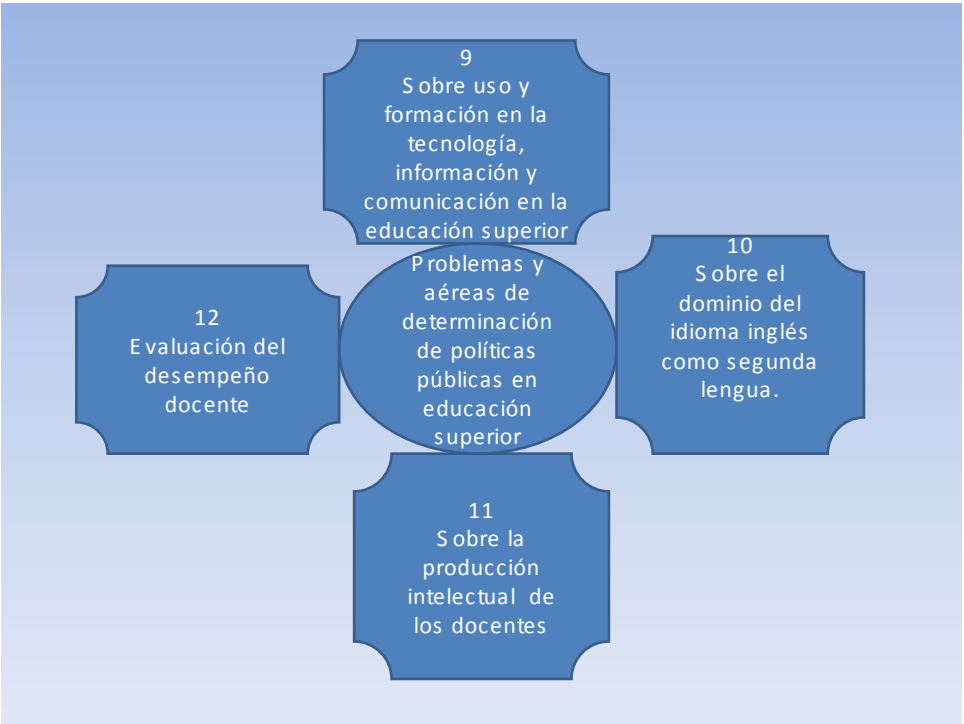 9
Sobre uso y
formación en la
tecnología,
información y
comunicación en la
educación superior
Problemas y
aéreas de
determinación
de políticas
públicas en
educación
superior
10
Sobre el
dominio del
idioma inglés
como segunda
lengua.
12
Evaluación del
desempeño
docente
11
Sobre la
producción
intelectual de
los docentes